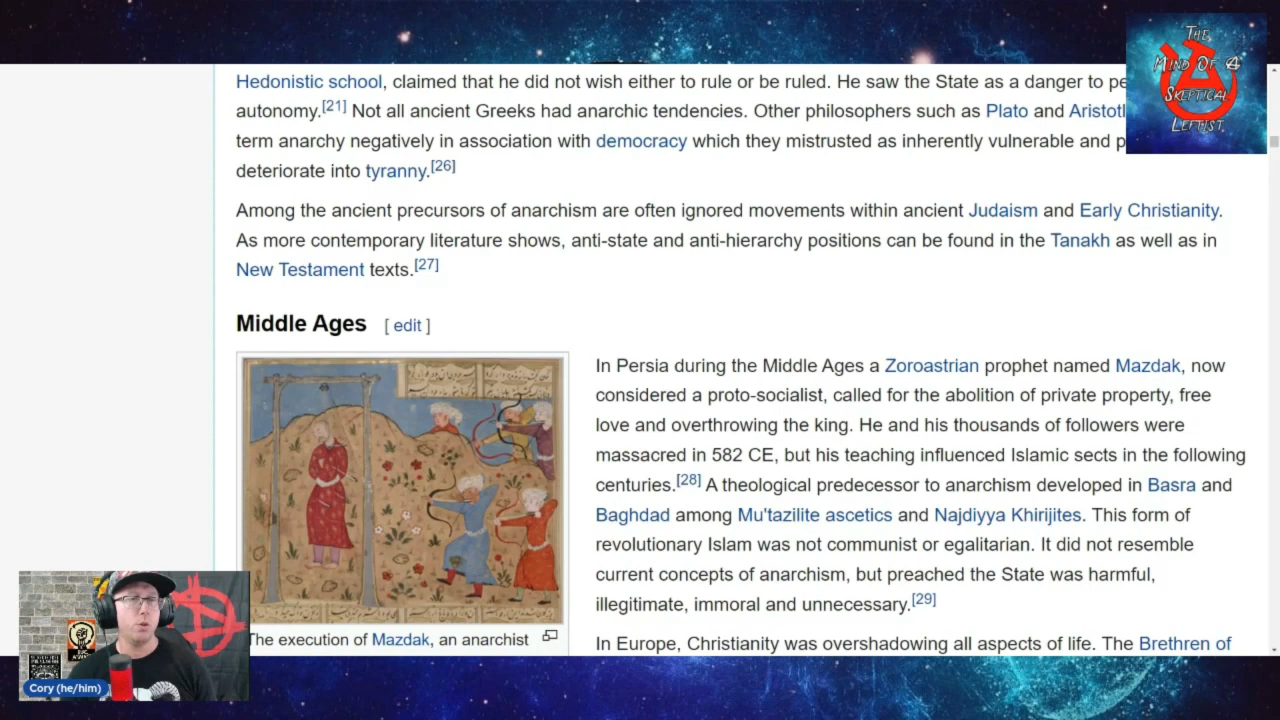 Hedonistic school, claimed that he did not wish either to rule or be ruled. He saw the State as a danger to pe
autonomy.[21] Not all ancient Greeks had anarchic tendencies. Other philosophers such as Plato and Aristotl
term anarchy negatively in association with democracy which they mistrusted as inherently vulnerable and p
deteriorate into tyranny.[26]
Among the ancient precursors of anarchism are often ignored movements within ancient Judaism and Early Christianity.
As more contemporary literature shows, anti-state and anti-hierarchy positions can be found in the Tanakh as well as in
New Testament texts.[27]
Middle Ages [ edit ]
In Persia during the Middle Ages a Zoroastrian prophet named Mazdak, now
considered a proto-socialist, called for the abolition of private property, free
love and overthrowing the king. He and his thousands of followers were
massacred in 582 CE, but his teaching influenced Islamic sects in the following
centuries.[28] A theological predecessor to anarchism developed in Basra and
Baghdad among Mu'tazilite ascetics and Najdiyya Khirijites. This form of
revolutionary Islam was not communist or egalitarian. It did not resemble
current concepts of anarchism, but preached the State was harmful,
illegitimate, immoral and unnecessary.[29]
In Europe, Christianity was overshadowing all aspects of life. The Brethren of
The execution of Mazdak, an anarchist
The
Mind Of A
Skeptical
Leftist
Cory (he/him)